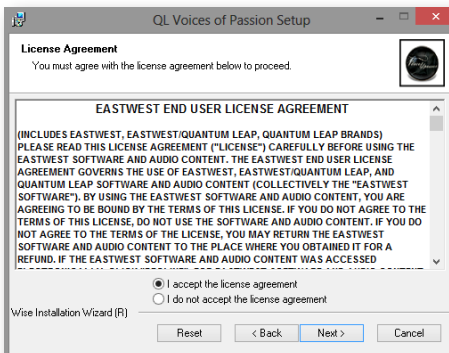 QL Voices of Passion Setup
License Agreement
You must agree with the license agreement below to proceed.
EASTWEST END USER LICENSE AGREEMENT
(INCLUDES EASTWEST, EASTWEST/QUANTUM LEAP, QUANTUM LEAP BRANDS)
PLEASE READ THIS LICENSE AGREEMENT ("LICENSE") CAREFULLY BEFORE USING THE
EASTWEST SOFTWARE AND AUDIO CONTENT. THE EASTWEST END USER LICENSE
AGREEMENT GOVERNS THE USE OF EASTWEST, EASTWEST/QUANTUM LEAP, AND
QUANTUM LEAP SOFTWARE AND AUDIO CONTENT (COLLECTIVELY THE "EASTWEST
SOFTWARE"). BY USING THE EASTWEST SOFTWARE AND AUDIO CONTENT, YOU ARE
AGREEING TO BE BOUND BY THE TERMS OF THIS LICENSE. IF YOU DO NOT AGREE TO THE
TERMS OF THIS LICENSE, DO NOT USE THE SOFTWARE AND AUDIO CONTENT. IF YOU DO
NOT AGREE TO THE TERMS OF THE LICENSE, YOU MAY RETURN THE EASTWEST
SOFTWARE AND AUDIO CONTENT TO THE PLACE WHERE YOU OBTAINED IT FOR A
REFUND. IF THE EASTWEST SOFTWARE AND AUDIO CONTENT WAS ACCESSED
I accept the license agreement
I do not accept the license agreement
Wise Installation Wizard (R)
Reset
< Back
Next >
Cancel